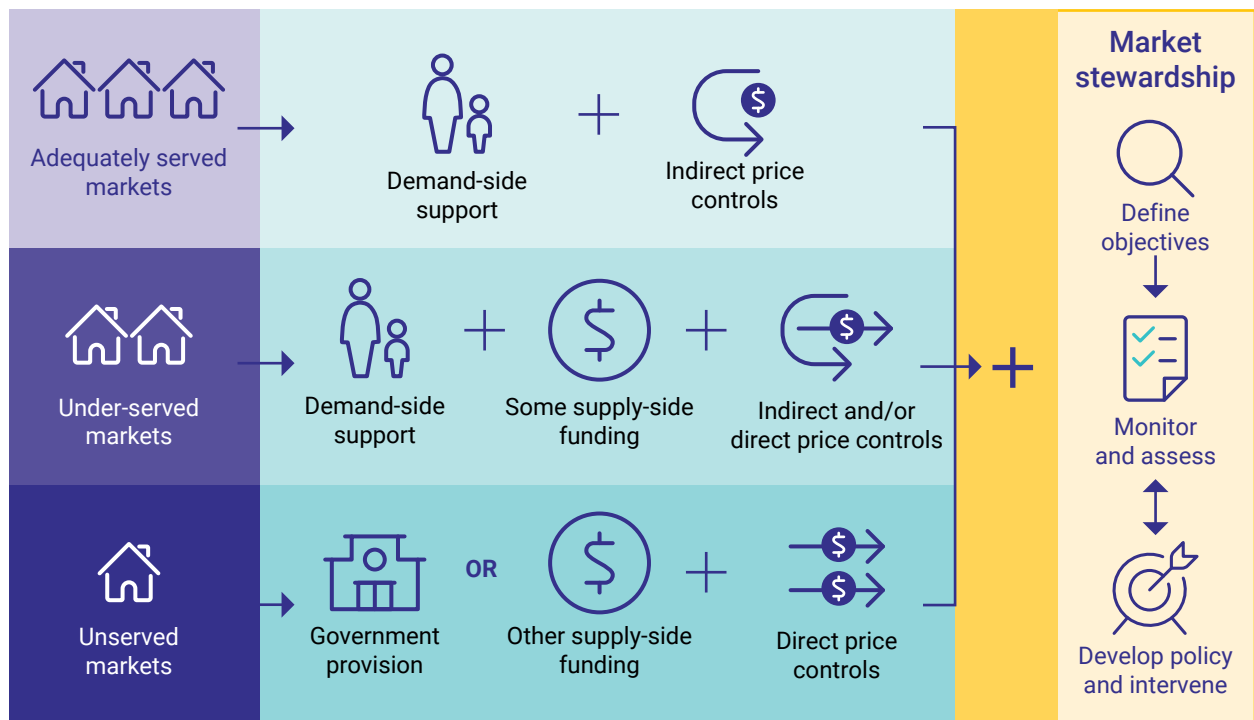 Adequately served
markets
Demand-side
support
Indirect price
controls
Under-served
markets
Demand-side
support
Some supply-side
funding
Indirect and/or
direct price controls
Unserved
markets
Government
provision
OR
Other supply-side
funding
Direct price
controls
Market
stewardship
Define
objectives
Monitor
and assess
Develop policy
and intervene